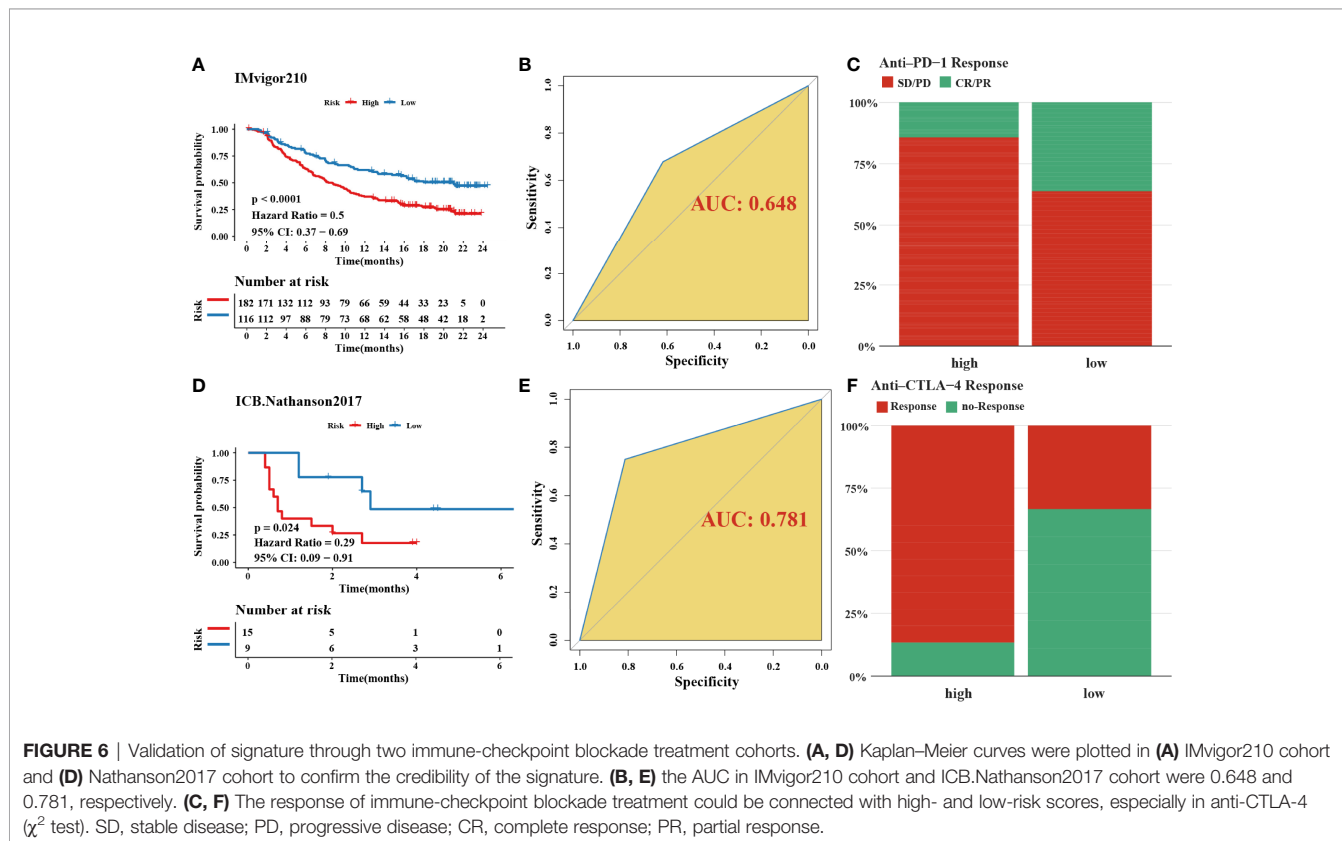 A
IMvigor210
Risk High Low
Survival probability
1.00
0.75
0.50
0.25
0.00
p < 0.0001
Hazard Ratio = 0.5
95% CI: 0.37 − 0.69
0 2 4 6 8 10 12 14 16 18 20 22 24
Time(months)
Number at risk
Risk
182 171 132 112 93 79 66 59 44 33 23 5 0
116 112 97 88 79 73 68 62 58 48 42 18 2
0 2 4 6 8 10 12 14 16 18 20 22 24
Time(months)
B
Sensitivity
1.0
0.8
0.6
0.4
0.2
0.0
AUC: 0.648
1.0 0.8 0.6 0.4 0.2 0.0
Specificity
C
Anti–PD−1 Response
SD/PD CR/PR
100%
75%
50%
25%
0%
high low
D
ICB.Nathanson2017
Risk High Low
Survival probability
1.00
0.75
0.50
0.25
0.00
p = 0.024
Hazard Ratio = 0.29
95% CI: 0.09 − 0.91
0 2 4 6
Time(months)
Number at risk
Risk
15 5 1 0
9 6 3 1
0 2 4 6
Time(months)
E
Sensitivity
1.0
0.8
0.6
0.4
0.2
0.0
AUC: 0.781
1.0 0.8 0.6 0.4 0.2 0.0
Specificity
F
Anti–CTLA−4 Response
Response no-Response
100%
75%
50%
25%
0%
high low
FIGURE 6 | Validation of signature through two immune-checkpoint blockade treatment cohorts. (A, D) Kaplan–Meier curves were plotted in (A) IMvigor210 cohort
and (D) Nathanson2017 cohort to confirm the credibility of the signature. (B, E) the AUC in IMvigor210 cohort and ICB.Nathanson2017 cohort were 0.648 and
0.781, respectively. (C, F) The response of immune-checkpoint blockade treatment could be connected with high- and low-risk scores, especially in anti-CTLA-4
(χ² test). SD, stable disease; PD, progressive disease; CR, complete response; PR, partial response.